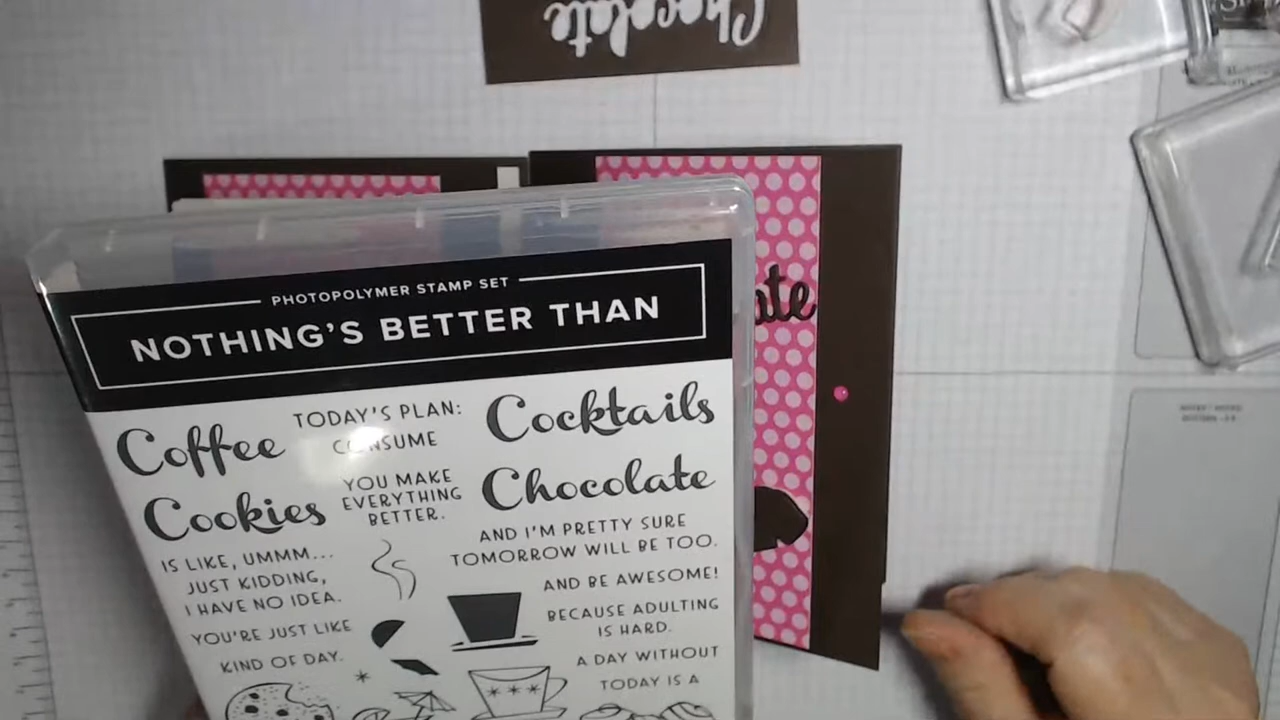 Chocolate
PHOTOPOLYMER STAMP SET
NOTHING'S BETTER THAN
Coffee
TODAY'S PLAN:
CONSUME
Cocktails
Cookies
YOU MAKE
EVERYTHING
BETTER.
Chocolate
IS LIKE, UMMM...
JUST KIDDING,
I HAVE NO IDEA.
AND I'M PRETTY SURE
TOMORROW WILL BE TOO.
AND BE AWESOME!
YOU'RE JUST LIKE
BECAUSE ADULTING
IS HARD.
KIND OF DAY.
A DAY WITHOUT
TODAY IS A